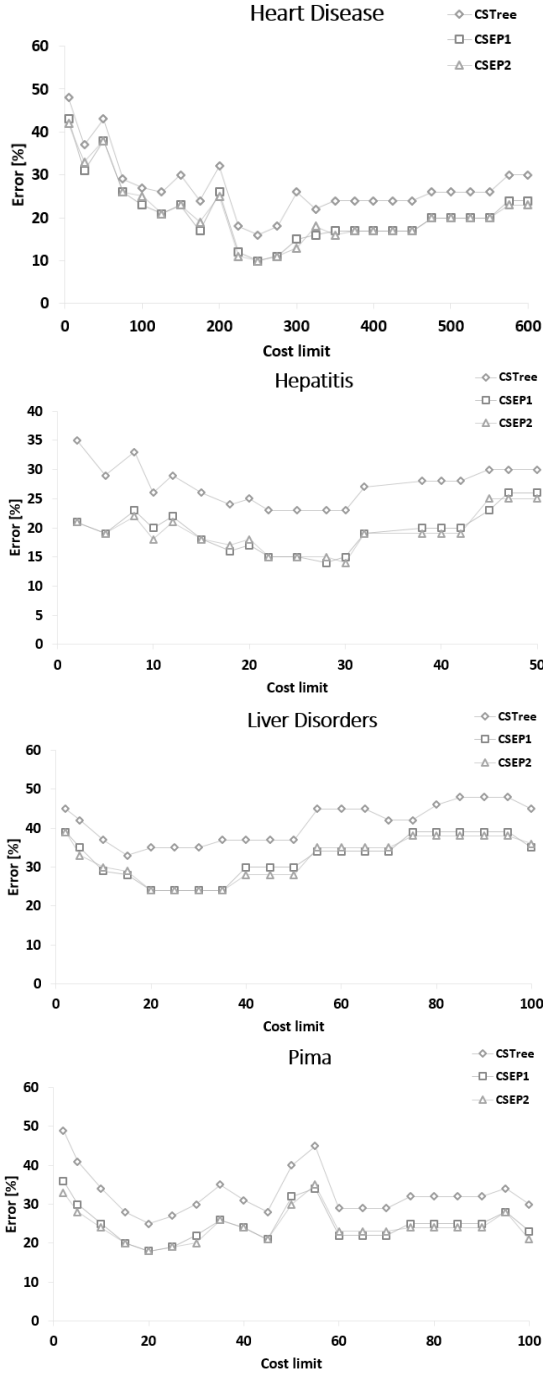 Heart Disease
CSTree
CSEP1
CSEP2
Error [%]
60
50
40
30
20
10
0
0 100 200 300 400 500 600
Cost limit
Hepatitis
CSTree
CSEP1
CSEP2
Error [%]
40
35
30
25
20
15
10
5
0
0 10 20 30 40 50
Cost limit
Liver Disorders
CSTree
CSEP1
CSEP2
Error [%]
60
50
40
30
20
10
0
0 20 40 60 80 100
Cost limit
Pima
CSTree
CSEP1
CSEP2
Error [%]
60
50
40
30
20
10
0
0 20 40 60 80 100
Cost limit